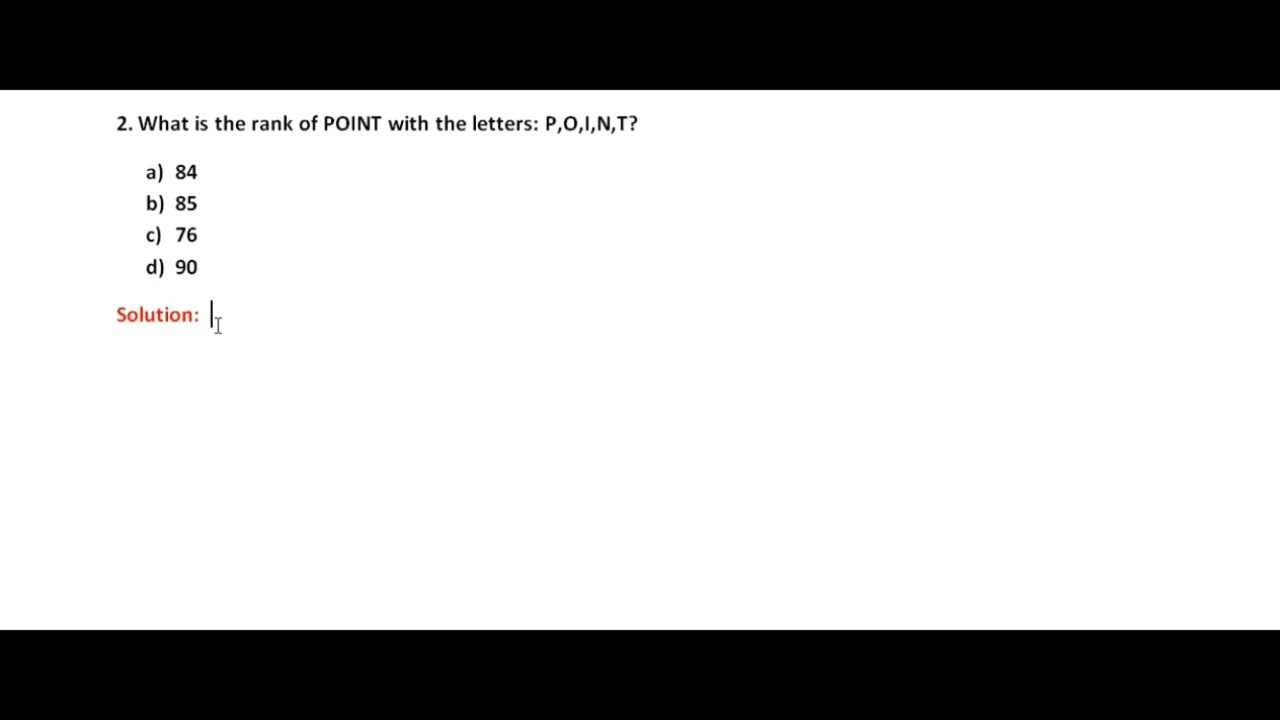 2. What is the rank of POINT with the letters: P,O,I,N,T?
a) 84
b) 85
c) 76
d) 90
Solution: